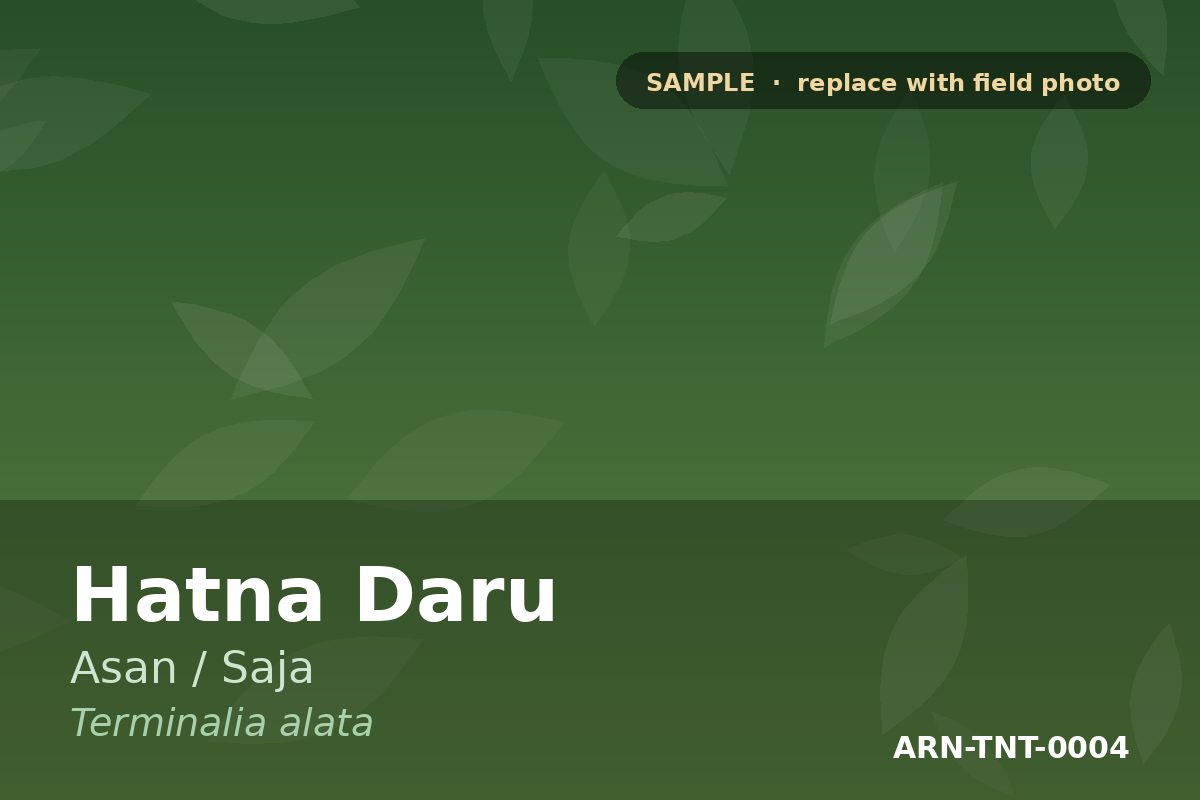 SAMPLE · replace with field photo
Hatna Daru
Asan / Saja
Terminalia alata
ARN-TNT-0004